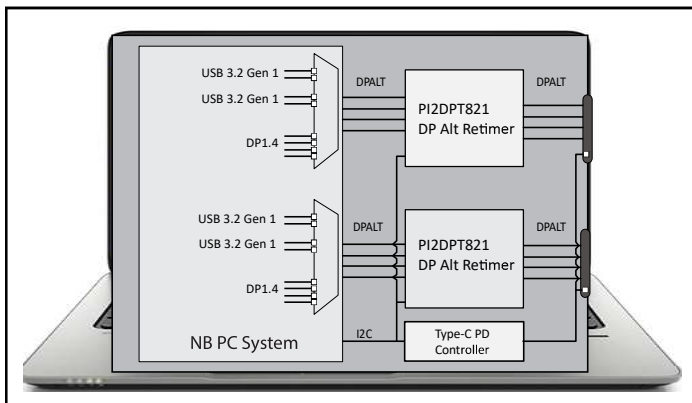 USB 3.2 Gen 1
USB 3.2 Gen 1
DP1.4
DPALT
PI2DPT821
DP Alt Retimer
DPALT
USB 3.2 Gen 1
USB 3.2 Gen 1
DP1.4
DPALT
PI2DPT821
DP Alt Retimer
DPALT
NB PC System
I2C
Type-C PD
Controller